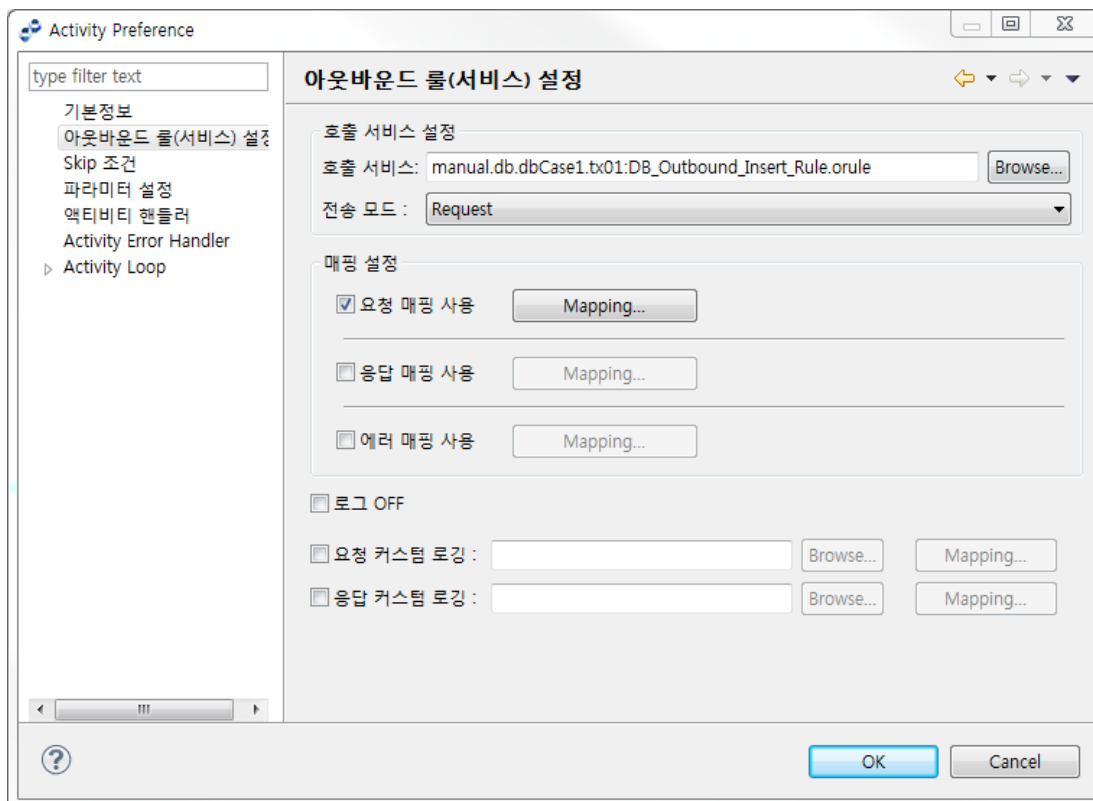 Activity Preference
type filter text
기본정보
아웃바운드 룰(서비스) 설정
Skip 조건
파라미터 설정
액티비티 핸들러
Activity Error Handler
Activity Loop
아웃바운드 룰(서비스) 설정
호출 서비스 설정
호출 서비스: manual.db.dbCase1.tx01:DB_Outbound_Insert_Rule.orule Browse...
전송 모드 : Request
매핑 설정
요청 매핑 사용 Mapping...
응답 매핑 사용 Mapping...
에러 매핑 사용 Mapping...
로그 OFF
요청 커스텀 로깅 : Browse... Mapping...
응답 커스텀 로깅 : Browse... Mapping...
OK Cancel